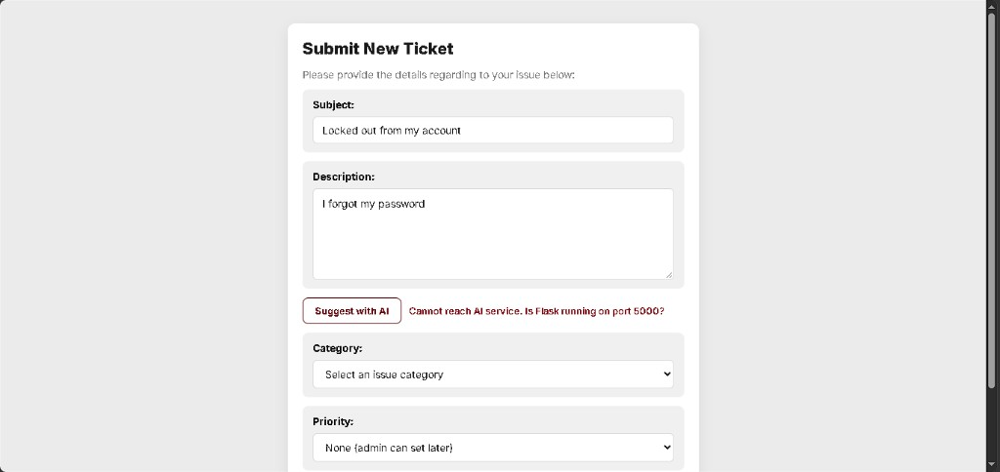 Submit New Ticket
Please provide the details regarding to your issue below:
Subject:
Locked out from my account
Description:
I forgot my password
Suggest with AI
Cannot reach AI service. Is Flask running on port 5000?
Category:
Select an issue category
Priority:
None (admin can set later)